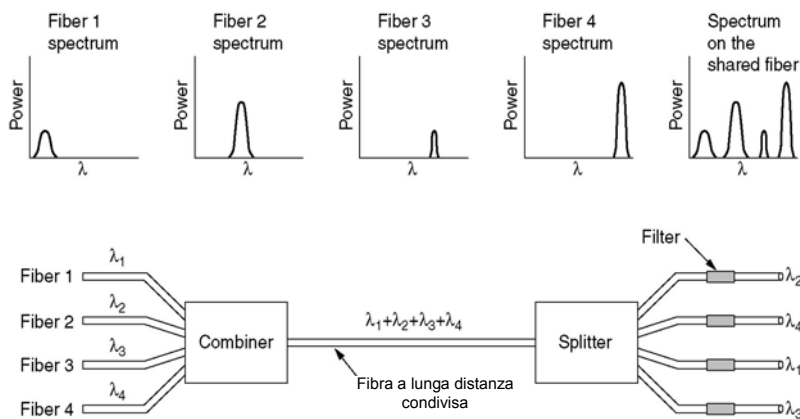 Fiber 1
spectrum
Fiber 2
spectrum
Fiber 3
spectrum
Fiber 4
spectrum
Spectrum
on the
shared fiber
Power
λ
Power
λ
Power
λ
Power
λ
Power
λ
Filter
Fiber 1
λ1
Fiber 2
λ2
Fiber 3
λ3
Fiber 4
λ4
Combiner
λ1+λ2+λ3+λ4
Fibra a lunga distanza
condivisa
Splitter
λ2
λ4
λ1
λ3